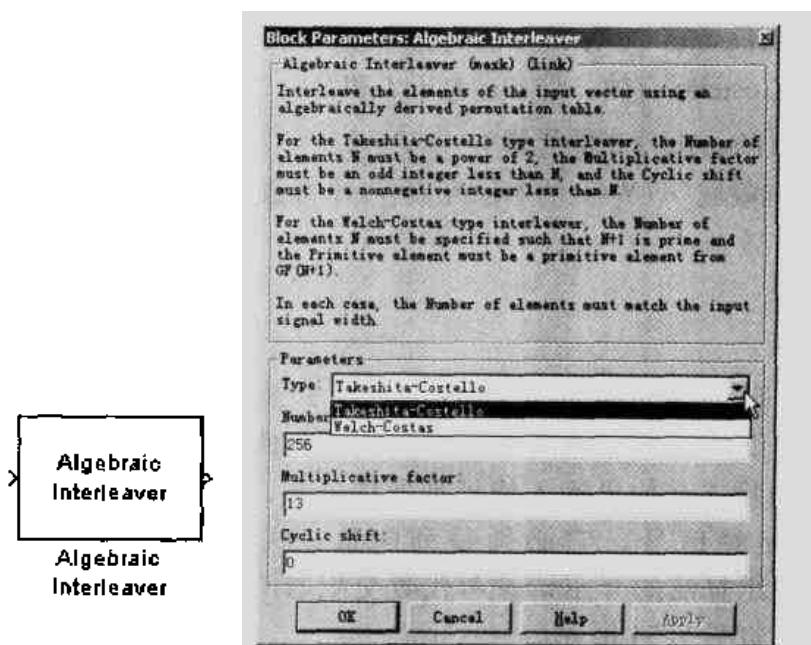 Block Parameters: Algebraic Interleaver
Algebraic Interleaver (mask) (link)
Interleave the elements of the input vector using an
algebraically derived permutation table.
For the Takeshita-Costello type interleaver, the Number of
elements N must be a power of 2, the Multiplicative factor
must be an odd integer less than N, and the Cyclic shift
must be a nonnegative integer less than N.
For the Welch-Costas type interleaver, the Number of
elements N must be specified such that N+1 is prime and
the Primitive element must be a primitive element from
GF(N+1).
In each case, the Number of elements must match the input
signal width.
Parameters
Type: Takeshita-Costello
Takeshita-Costello
Number
Welch-Costas
256
Multiplicative factor:
13
Cyclic shift:
0
OK Cancel Help Apply
Algebraic
Interleaver
Algebraic
Interleaver